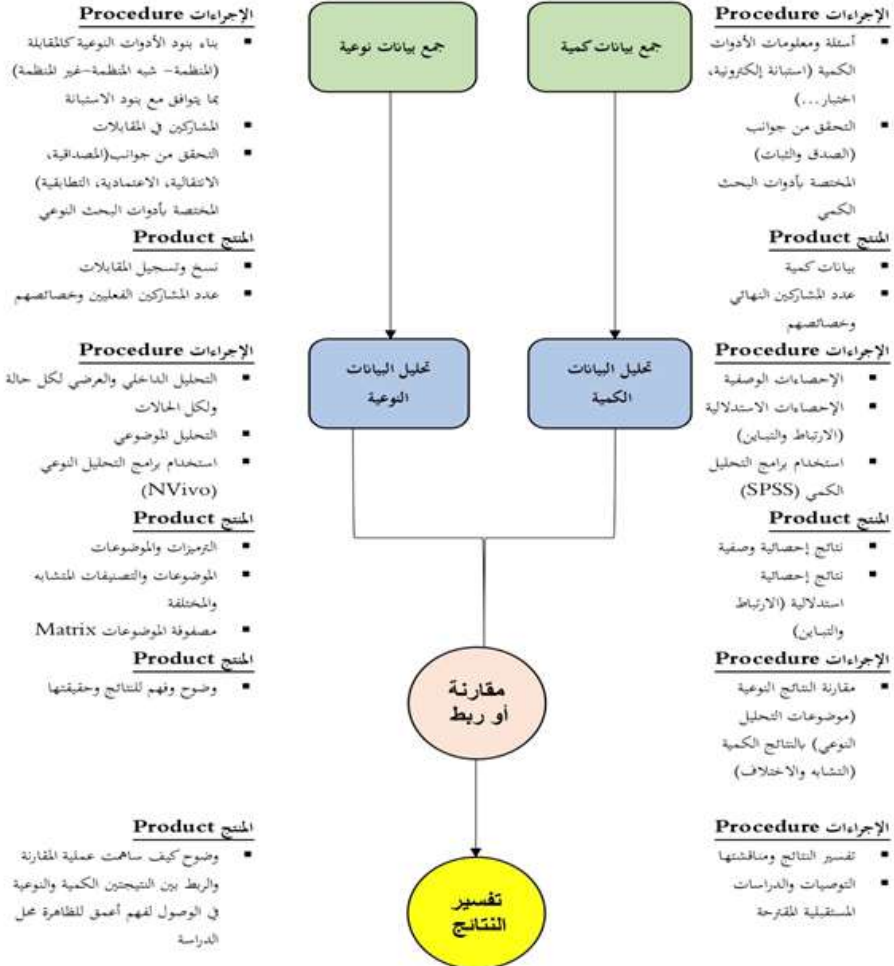 الإجراءات Procedure
▪ أسئلة ومعلومات الأدوات
الكمية (استبانة إلكترونية،
اختبار...)
▪ التحقق من جوانب
(الصدق والثبات)
المختصة بأدوات البحث
الكمي
المنتج Product
▪ بيانات كمية
▪ عدد المشاركين النهائي
وخصائصهم
جمع بيانات كمية
جمع بيانات نوعية
الإجراءات Procedure
▪ بناء بنود الأدوات النوعية كالمقابلة
(المنظمة– شبه المنظمة–غير المنظمة)
بما يتوافق مع بنود الاستبانة
▪ المشاركين في المقابلات
▪ التحقق من جوانب(المصداقية،
الانتقالية، الاعتمادية، التطابقية)
المختصة بأدوات البحث النوعي
المنتج Product
▪ نسخ وتسجيل المقابلات
▪ عدد المشاركين الفعليين وخصائصهم
الإجراءات Procedure
▪ الإحصاءات الوصفية
▪ الإحصاءات الاستدلالية
(الارتباط والتباين)
▪ استخدام برامج التحليل
الكمي (SPSS)
المنتج Product
▪ نتائج إحصائية وصفية
▪ نتائج إحصائية
استدلالية (الارتباط
والتباين)
تحليل البيانات
الكمية
تحليل البيانات
النوعية
الإجراءات Procedure
▪ التحليل الداخلي والعرضي لكل حالة
ولكل الحالات
▪ التحليل الموضوعي
▪ استخدام برامج التحليل النوعي
(NVivo)
المنتج Product
▪ الترميزات والموضوعات
▪ الموضوعات والتصنيفات المتشابه
والمختلفة
▪ مصفوفة الموضوعات Matrix
الإجراءات Procedure
▪ مقارنة النتائج النوعية
(موضوعات التحليل
النوعي) بالنتائج الكمية
(التشابه والاختلاف)
مقارنة
أو ربط
المنتج Product
▪ وضوح وفهم للنتائج وحقيقتها
الإجراءات Procedure
▪ تفسير النتائج ومناقشتها
▪ التوصيات والدراسات
المستقبلية المقترحة
تفسير
النتائج
المنتج Product
▪ وضوح كيف ساهمت عملية المقارنة
والربط بين النتيجتين الكمية والنوعية
في الوصول لفهم أعمق للظاهرة محل
الدراسة